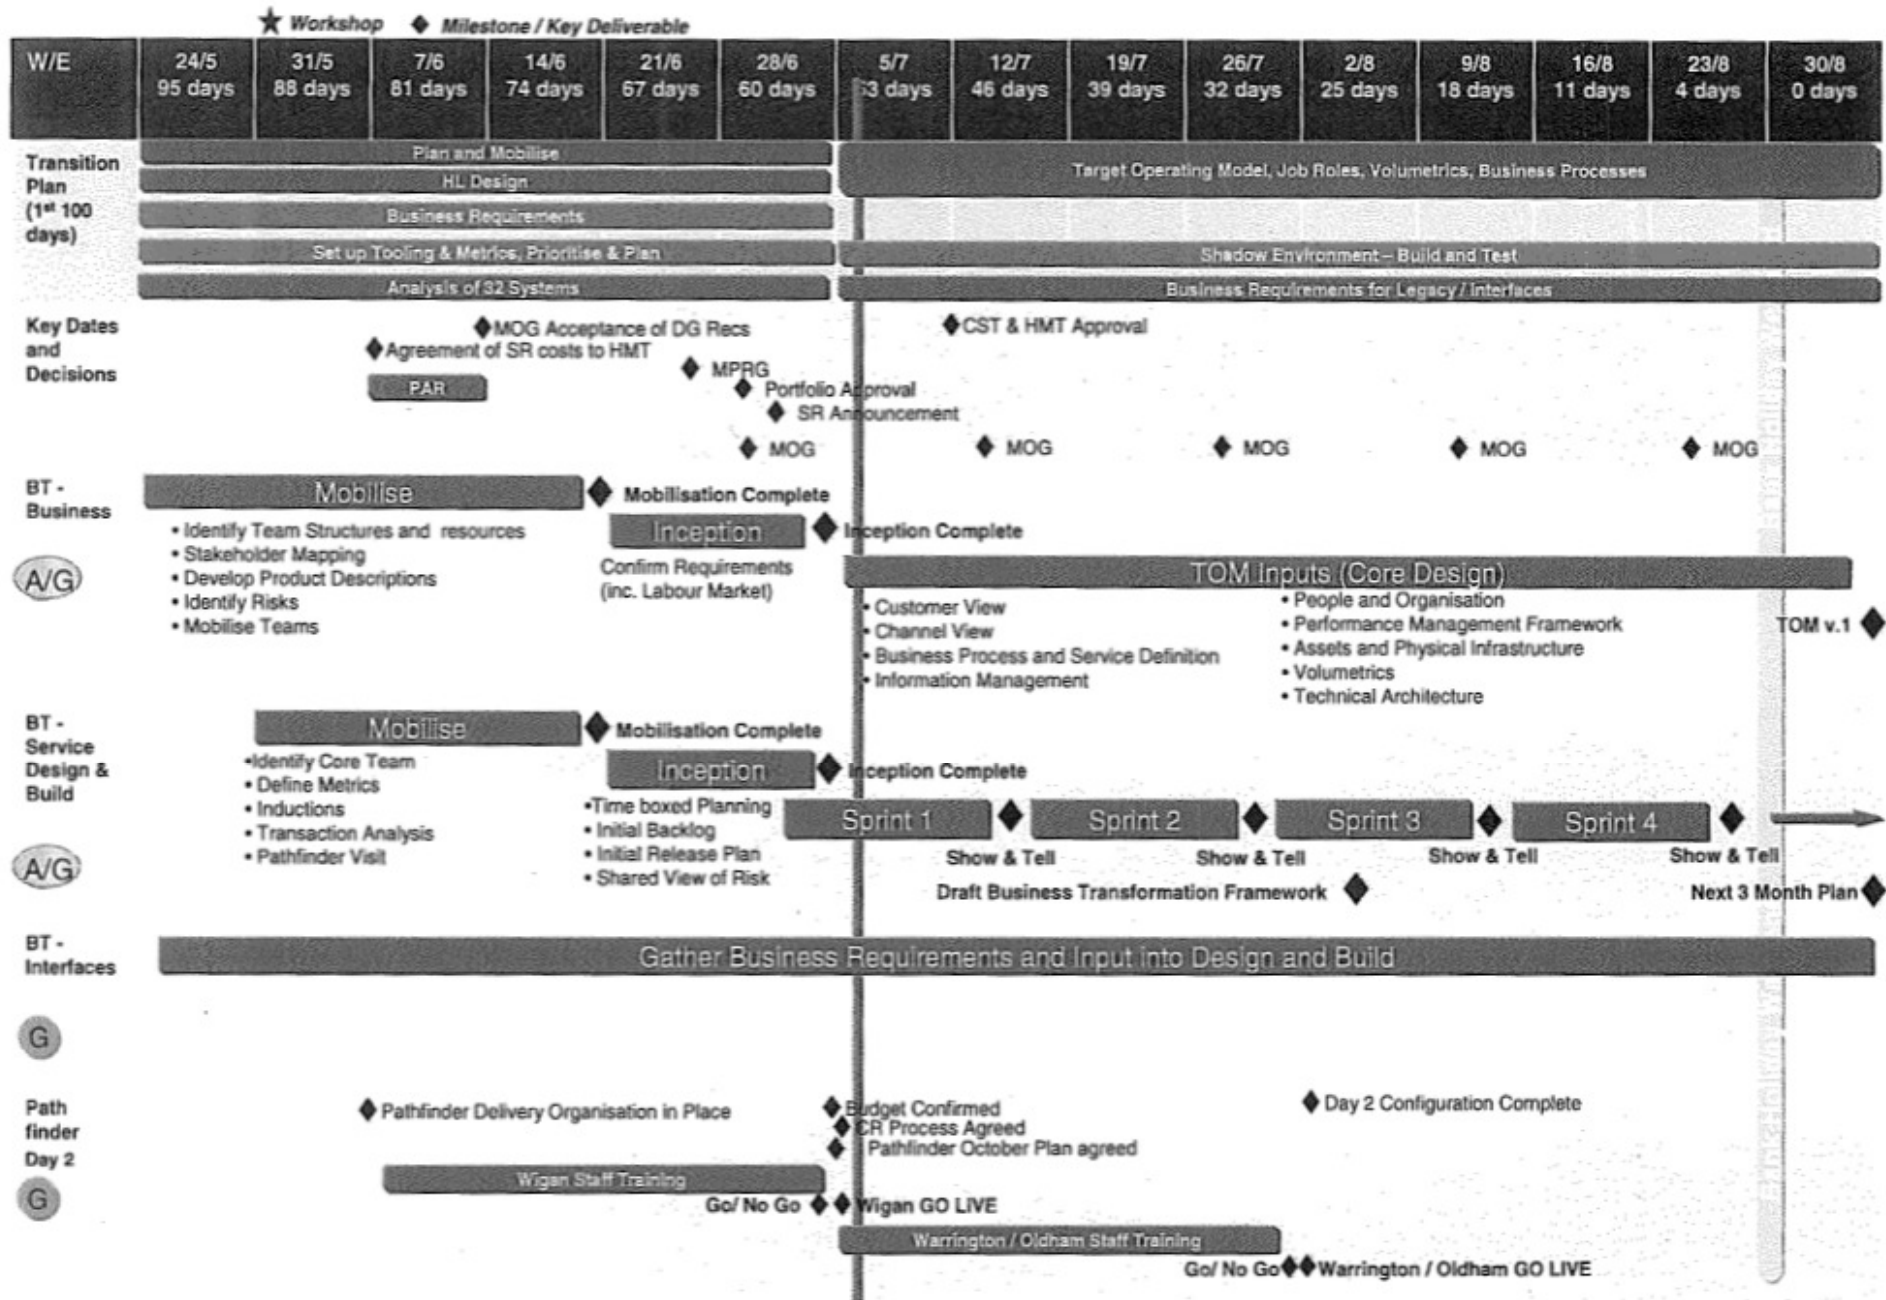 Workshop Milestone / Key Deliverable
W/E 24/5 31/5 7/6 14/6 21/6 28/6 5/7 12/7 19/7 26/7 2/8 9/8 16/8 23/8 30/8
95 days 88 days 81 days 74 days 67 days 60 days 53 days 46 days 39 days 32 days 25 days 18 days 11 days 4 days 0 days
Transition
Plan
(1st 100
days)
Plan and Mobilise
HL Design
Target Operating Model, Job Roles, Volumetrics, Business Processes
Business Requirements
Set up Tooling & Metrics, Prioritise & Plan
Shadow Environment – Build and Test
Analysis of 32 Systems
Business Requirements for Legacy / Interfaces
Key Dates
and
Decisions
MOG Acceptance of DG Recs
CST & HMT Approval
Agreement of SR costs to HMT
MPRG
PAR
Portfolio Approval
SR Announcement
MOG MOG MOG MOG MOG
BT -
Business
A/G
Mobilise
Mobilisation Complete
• Identify Team Structures and resources
• Stakeholder Mapping
• Develop Product Descriptions
• Identify Risks
• Mobilise Teams
Inception
Inception Complete
Confirm Requirements
(inc. Labour Market)
TOM Inputs (Core Design)
• Customer View
• Channel View
• Business Process and Service Definition
• Information Management
• People and Organisation
• Performance Management Framework
• Assets and Physical Infrastructure
• Volumetrics
• Technical Architecture
TOM v.1
BT -
Service
Design &
Build
A/G
Mobilise
Mobilisation Complete
•Identify Core Team
• Define Metrics
• Inductions
• Transaction Analysis
• Pathfinder Visit
Inception
Inception Complete
•Time boxed Planning
• Initial Backlog
• Initial Release Plan
• Shared View of Risk
Sprint 1 Sprint 2 Sprint 3 Sprint 4
Show & Tell Show & Tell Show & Tell Show & Tell
Draft Business Transformation Framework
Next 3 Month Plan
BT -
Interfaces
Gather Business Requirements and Input into Design and Build
G
Path
finder
Day 2
G
Pathfinder Delivery Organisation in Place
Budget Confirmed
Day 2 Configuration Complete
CR Process Agreed
Pathfinder October Plan agreed
Wigan Staff Training
Go/ No Go Wigan GO LIVE
Warrington / Oldham Staff Training
Go/ No Go Warrington / Oldham GO LIVE